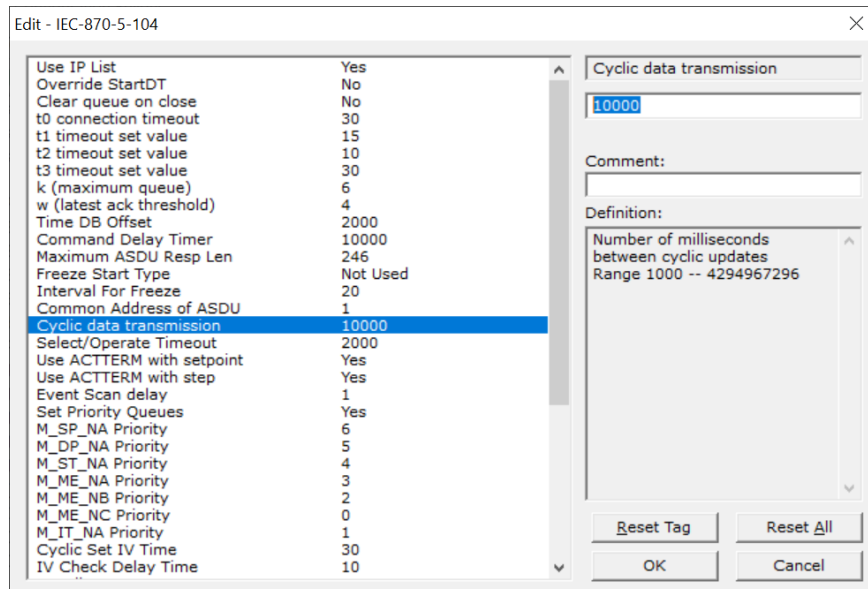 Edit - IEC-870-5-104
Use IP List Yes
Override StartDT No
Clear queue on close No
t0 connection timeout 30
t1 timeout set value 15
t2 timeout set value 10
t3 timeout set value 30
k (maximum queue) 6
w (latest ack threshold) 4
Time DB Offset 2000
Command Delay Timer 10000
Maximum ASDU Resp Len 246
Freeze Start Type Not Used
Interval For Freeze 20
Common Address of ASDU 1
Cyclic data transmission 10000
Select/Operate Timeout 2000
Use ACTTERM with setpoint Yes
Use ACTTERM with step Yes
Event Scan delay 1
Set Priority Queues Yes
M_SP_NA Priority 6
M_DP_NA Priority 5
M_ST_NA Priority 4
M_ME_NA Priority 3
M_ME_NB Priority 2
M_ME_NC Priority 0
M_IT_NA Priority 1
Cyclic Set IV Time 30
IV Check Delay Time 10
Cyclic data transmission
10000
Comment:
Definition:
Number of milliseconds
between cyclic updates
Range 1000 -- 4294967296
Reset Tag Reset All
OK Cancel